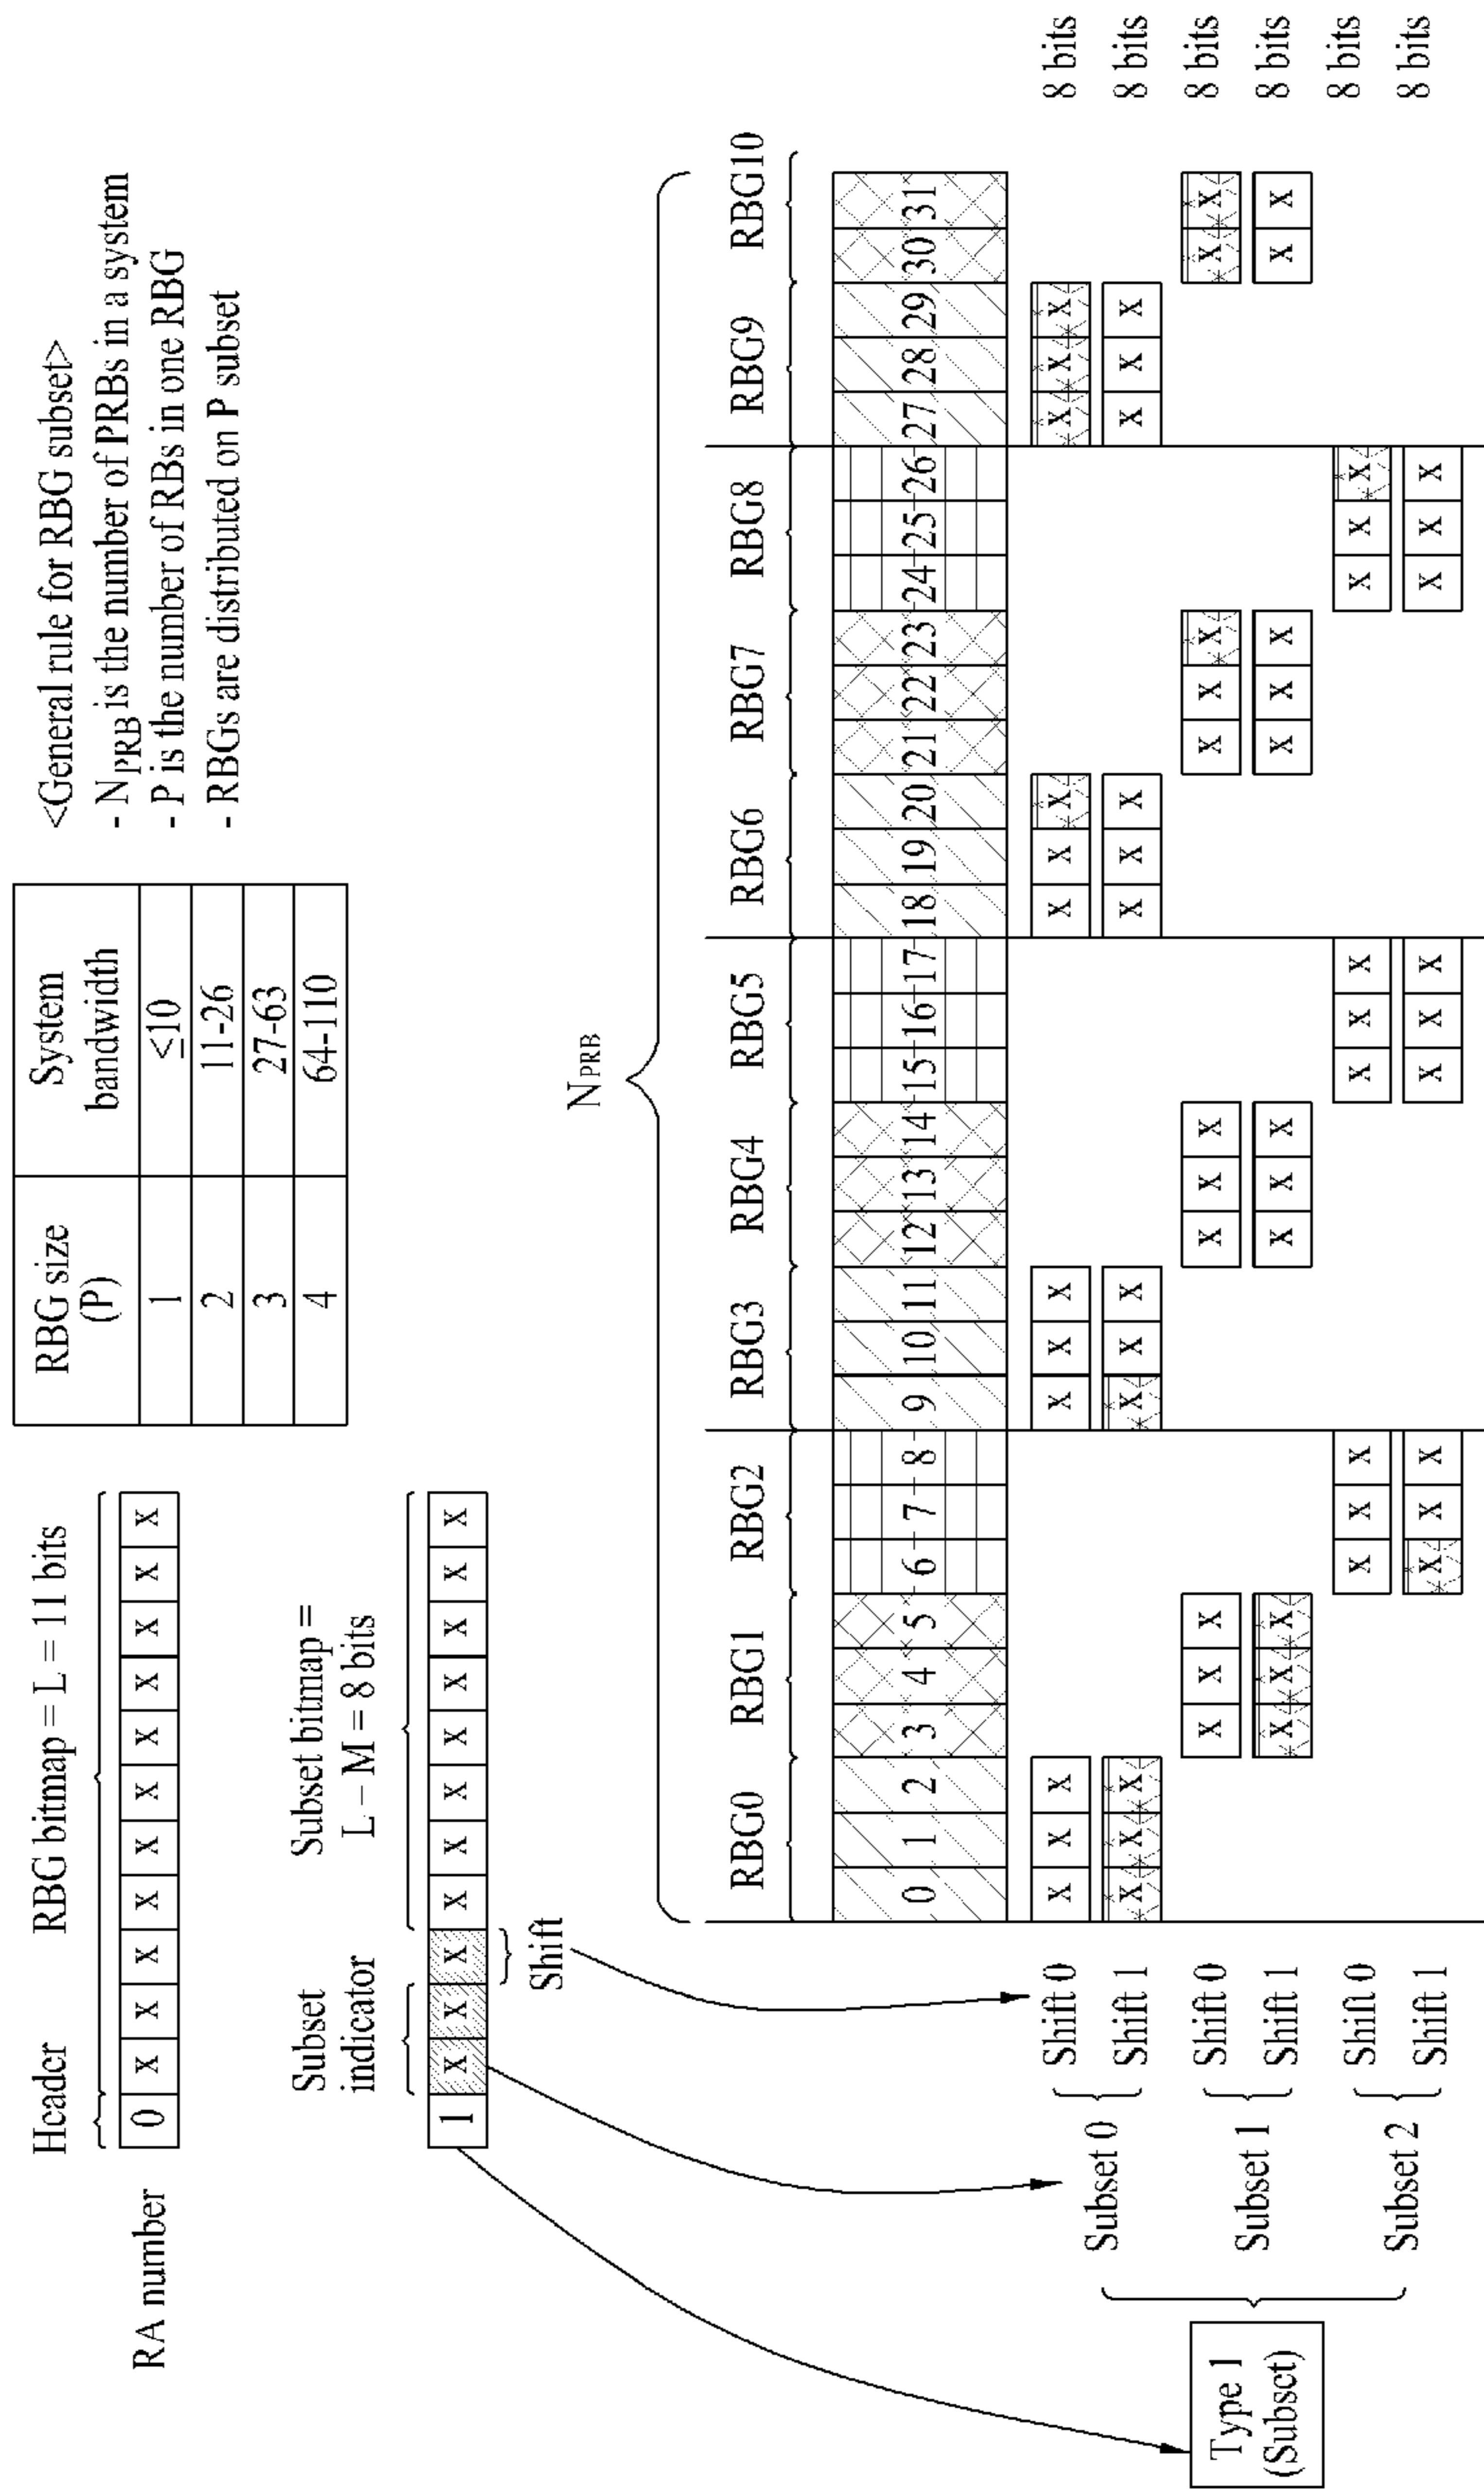 Header
RBG bitmap = L = 11 bits
RA number
0 X X X X X X X X X X X
Subset
indicator
Subset bitmap =
L – M = 8 bits
1 X X X X X X X X X X X
Shift
RBG size
(P)
System
bandwidth
1 ≤10
2 11-26
3 27-63
4 64-110
<General rule for RBG subset>
- NPRB is the number of PRBs in a system
- P is the number of RBs in one RBG
- RBGs are distributed on P subset
NPRB
RBG0 RBG1 RBG2 RBG3 RBG4 RBG5 RBG6 RBG7 RBG8 RBG9 RBG10
0 1 2 3 4 5 6 7 8 9 10 11 12 13 14 15 16 17 18 19 20 21 22 23 24 25 26 27 28 29 30 31
Type 1
(Subset)
Subset 0
Shift 0 X X X X X X X X X X X X 8 bits
Shift 1 X X X X X X X X X X X X 8 bits
Subset 1
Shift 0 X X X X X X X X X X X 8 bits
Shift 1 X X X X X X X X X X X 8 bits
Subset 2
Shift 0 X X X X X X X X X 8 bits
Shift 1 X X X X X X X X X 8 bits